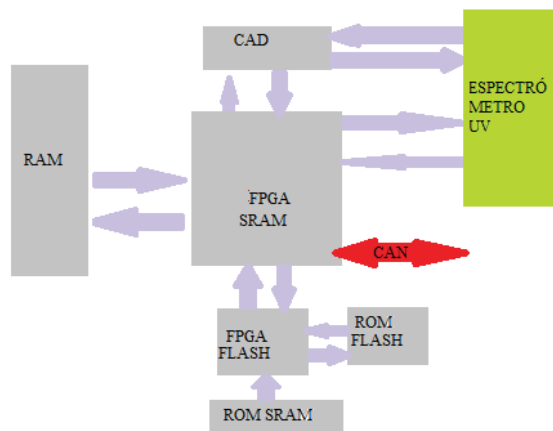 CAD
ESPECTRÓ
METRO
UV
RAM
FPGA
SRAM
CAN
FPGA
FLASH
ROM
FLASH
ROM SRAM